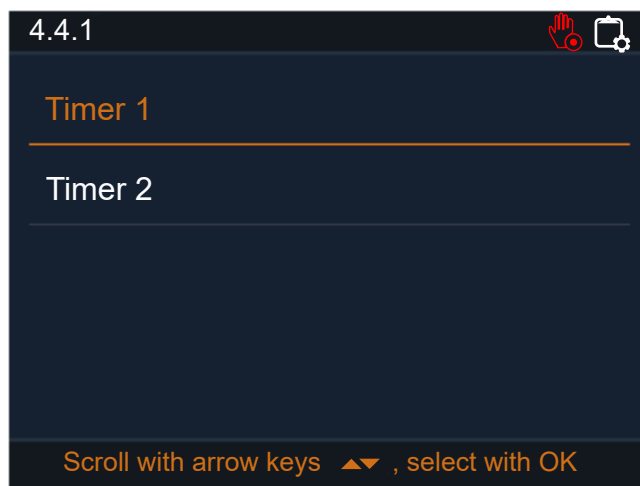 4.4.1
Timer 1
Timer 2
Scroll with arrow keys ▲▼ , select with OK